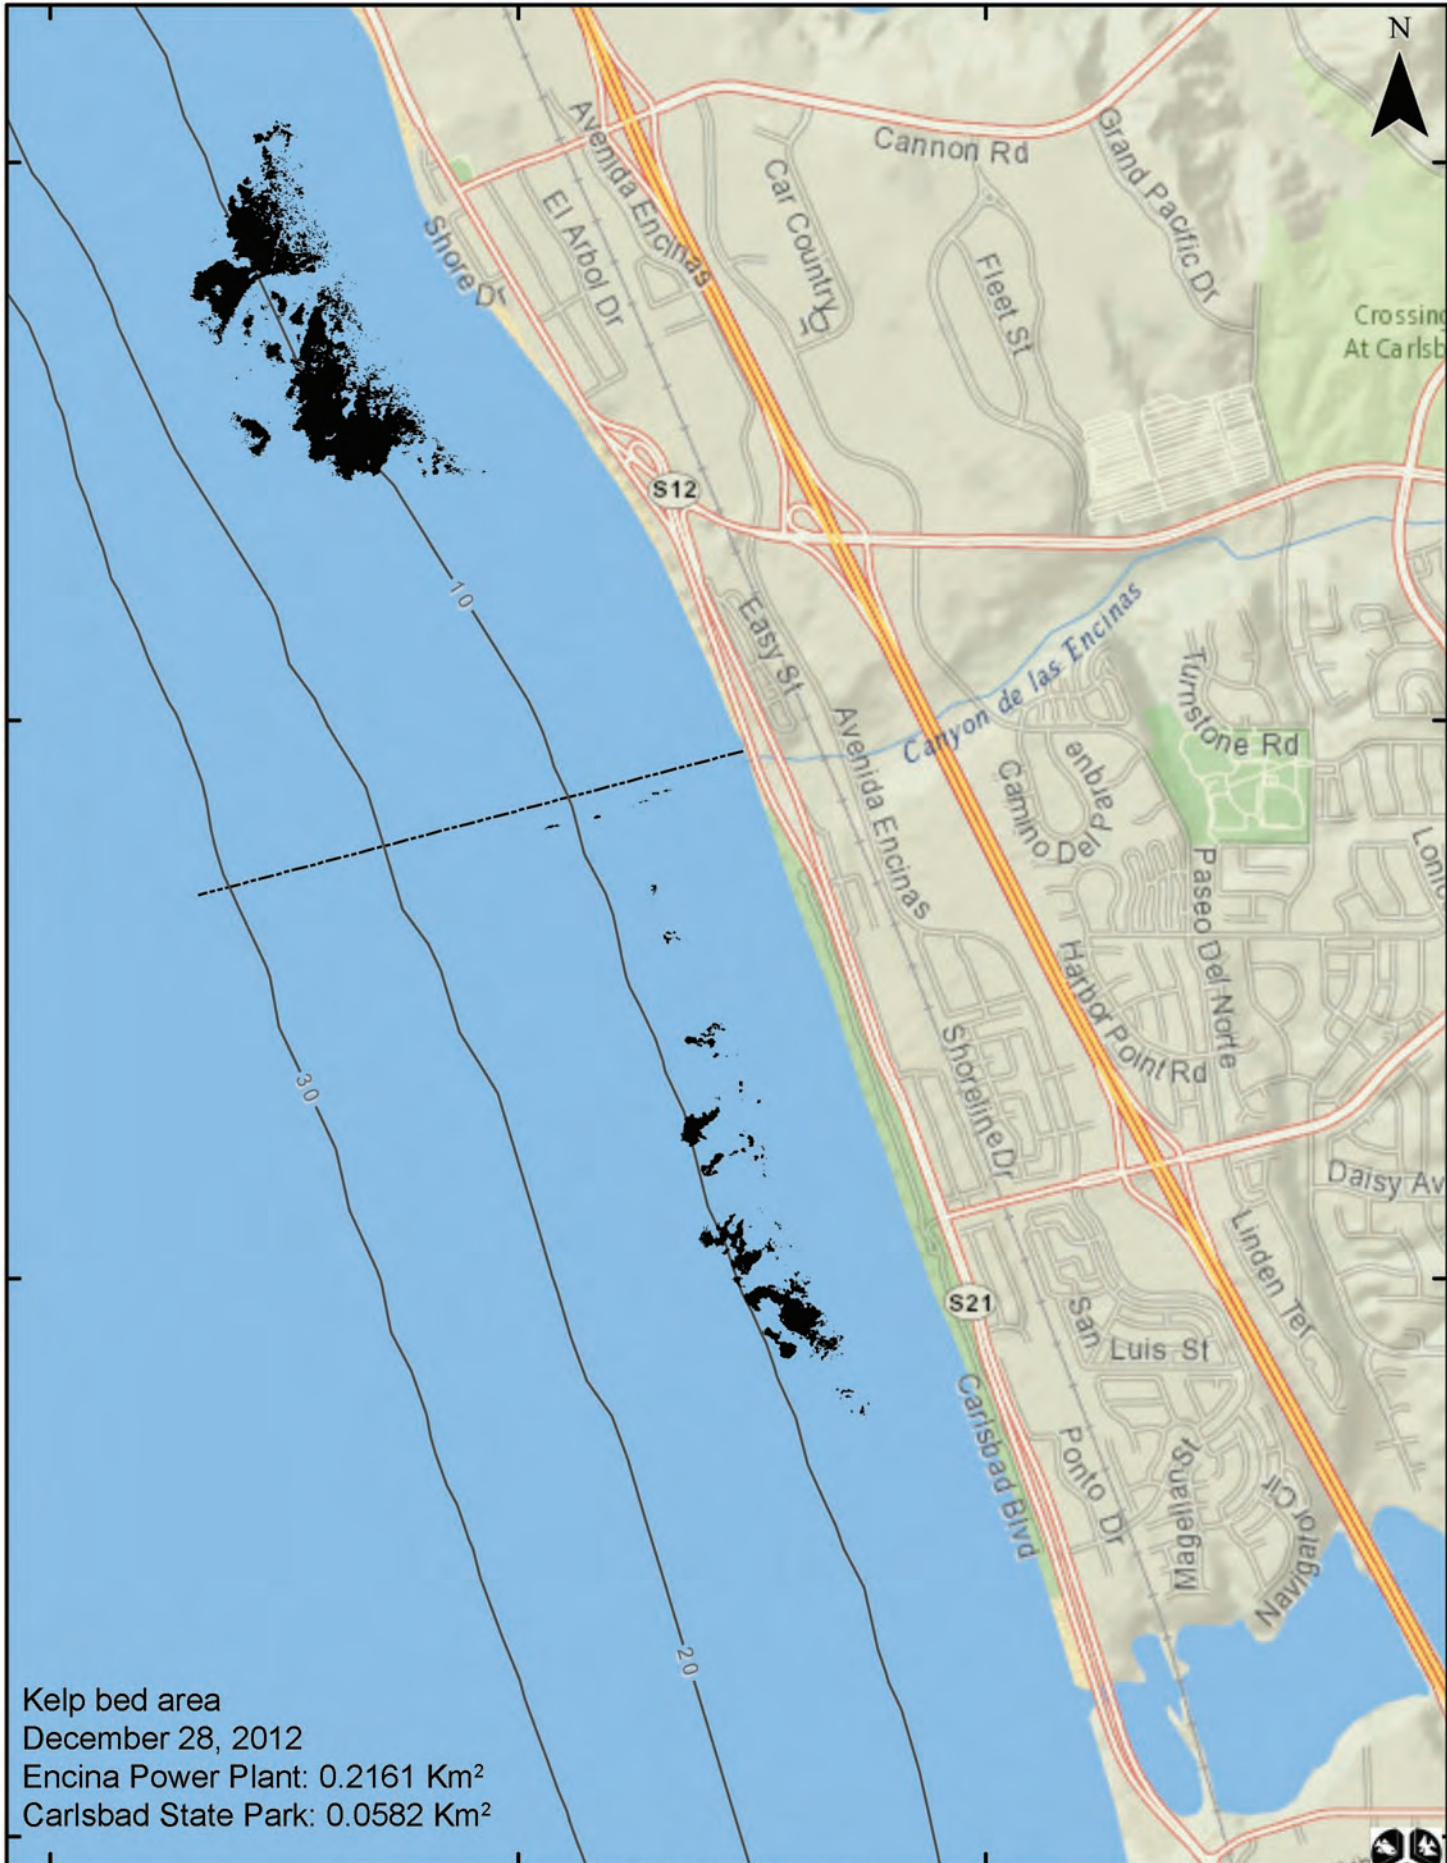 N
Cannon Rd
Grand Pacific Dr
Avenida Encinas
Car Country
El Arbol Dr
Shore Dr
Fleet St
Crossing
At Carlsb
S12
10
Easy St
Canyon de las Encinas
Turnstone Rd
Avenida Encinas
Camino Del Parque
Paseo Del Norte
Harbor Point Rd
30
Shoreline Dr
Daisy Av
Linden Ter
S21
San Luis St
Carlsbad Blvd
Ponto Dr
Magellan St
Navigator Cir
20
Kelp bed area
December 28, 2012
Encina Power Plant: 0.2161 Km²
Carlsbad State Park: 0.0582 Km²